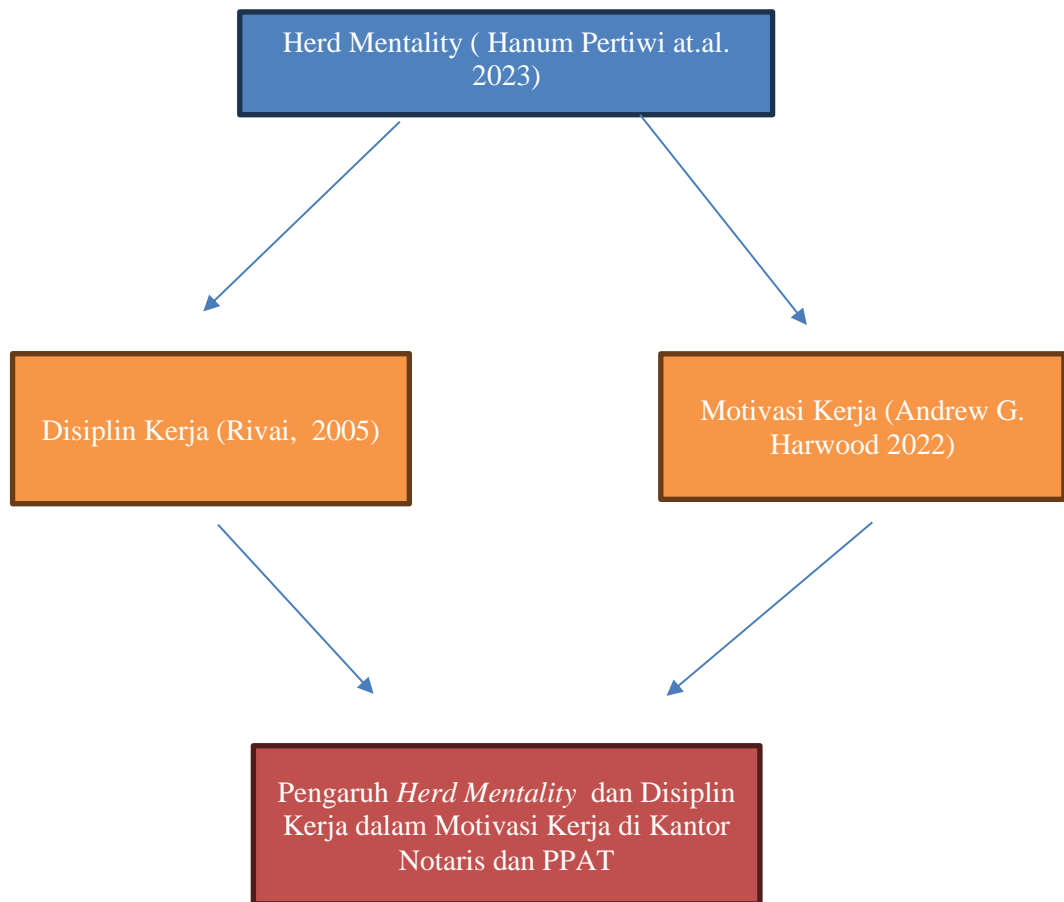 Herd Mentality ( Hanum Pertiwi at.al.
2023)
Disiplin Kerja (Rivai,  2005)
Motivasi Kerja (Andrew G.
Harwood 2022)
Pengaruh Herd Mentality  dan Disiplin
Kerja dalam Motivasi Kerja di Kantor
Notaris dan PPAT